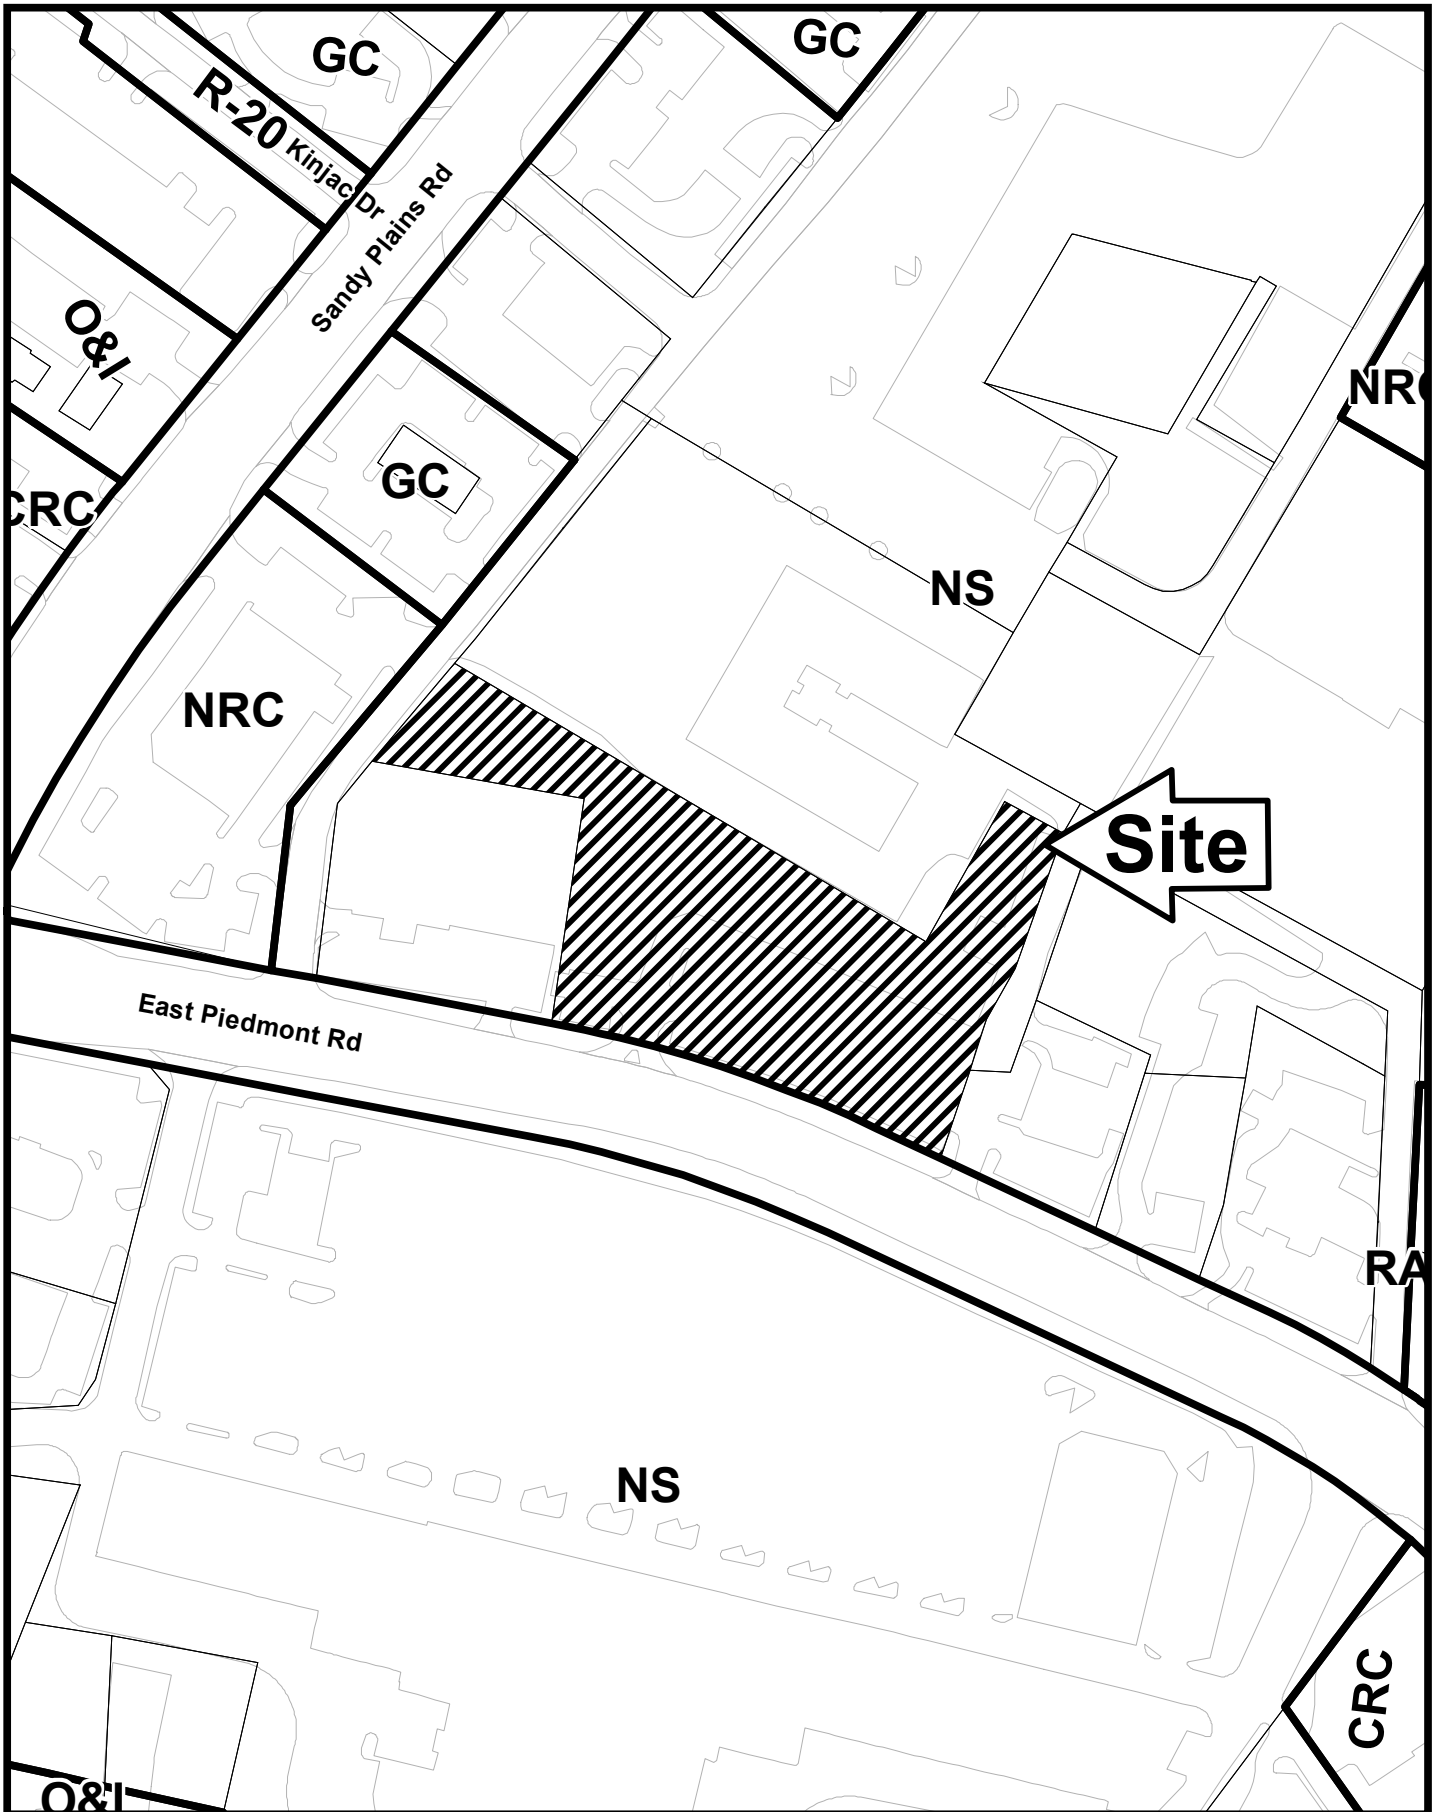 GC
GC
R-20
Kinjac Dr
Sandy Plains Rd
O&I
NRC
GC
CRC
NS
NRC
Site
East Piedmont Rd
RA
NS
CRC
O&I